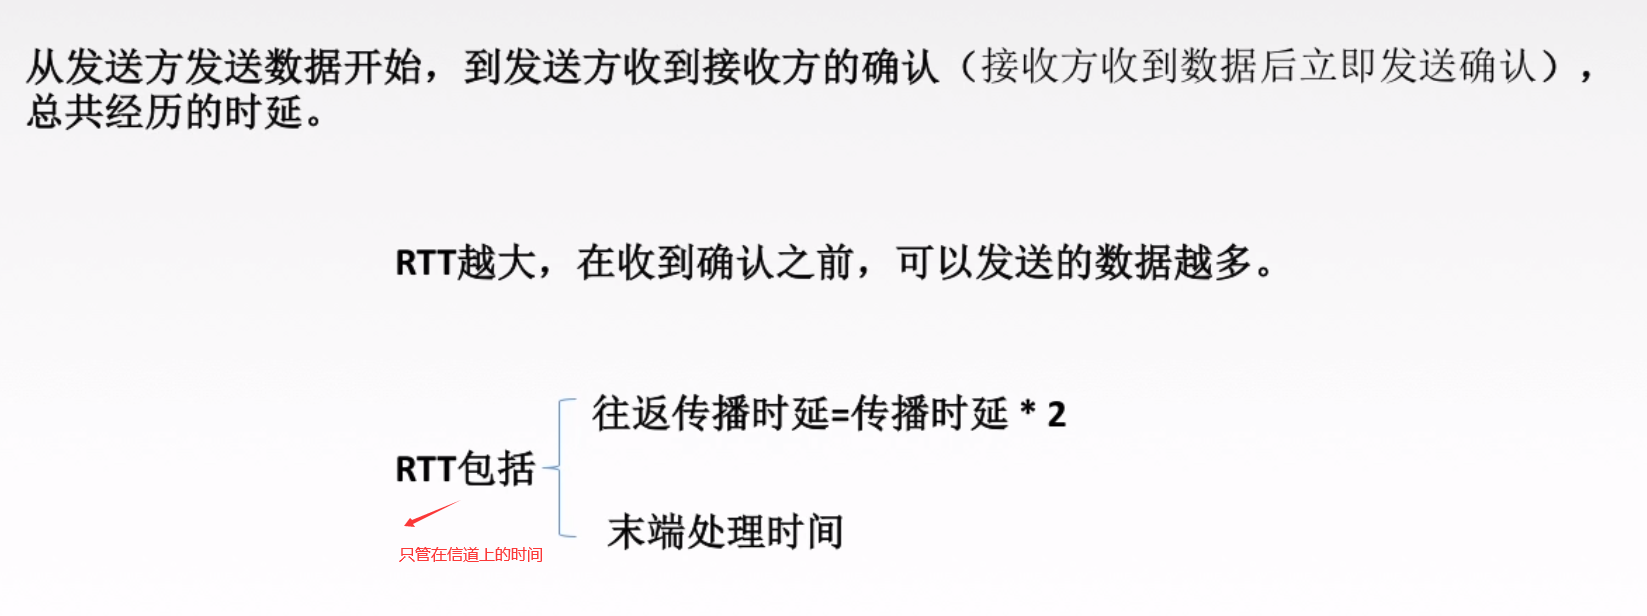 从发送方发送数据开始，到发送方收到接收方的确认（接收方收到数据后立即发送确认），
总共经历的时延。
RTT越大，在收到确认之前，可以发送的数据越多。
往返传播时延=传播时延 * 2
RTT包括
末端处理时间
只管在信道上的时间